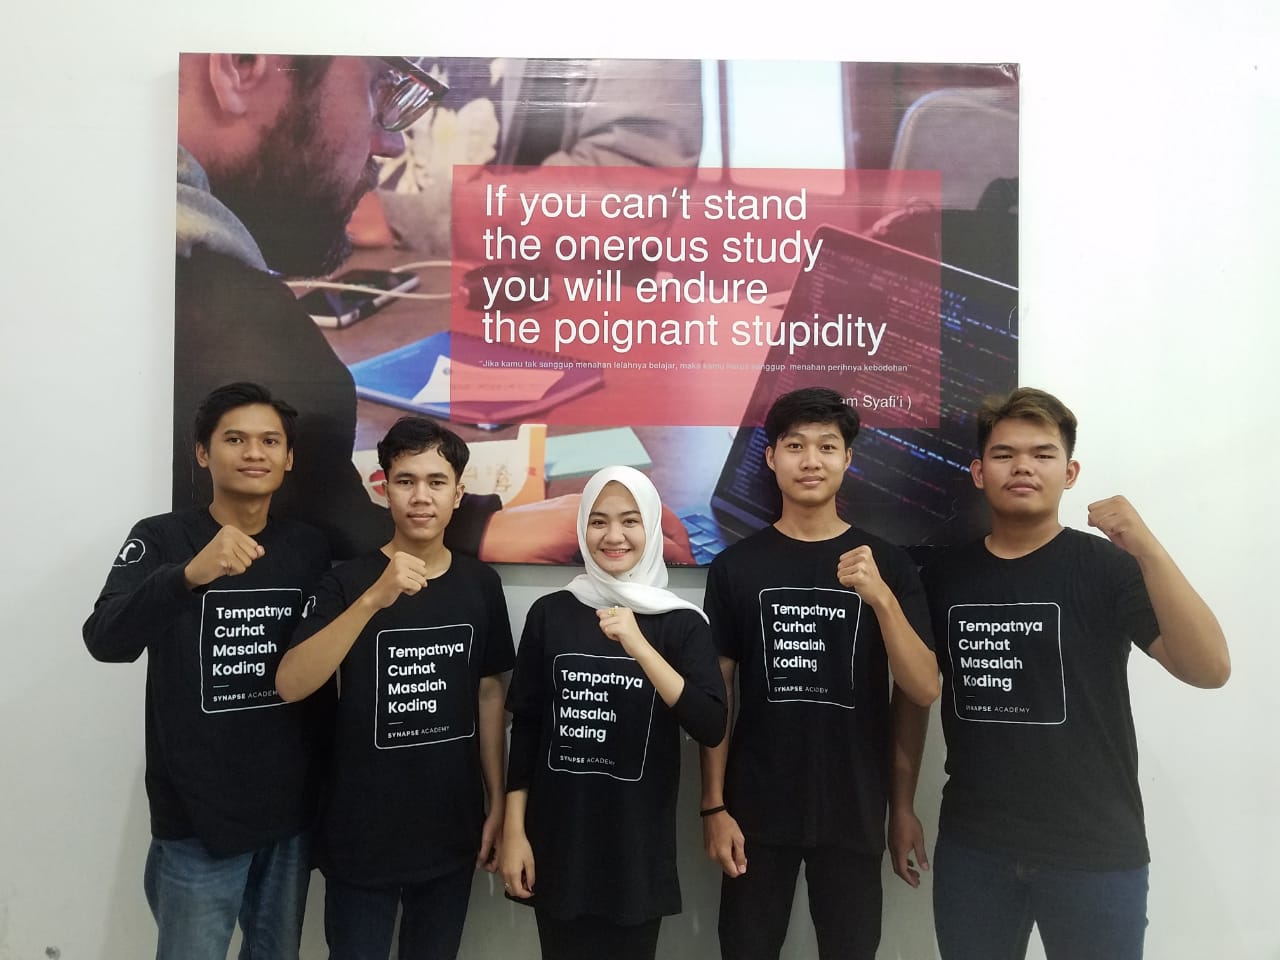 If you can't stand
the onerous study
you will endure
the poignant stupidity
"Jika kamu tak sanggup menahan lelahnya belajar, maka kamu harus sanggup menahan perihnya kebodohan"
Syafi'i )
Tempatnya
Curhat
Masalah
Koding
SYNAPSE
Tempatnya
Curhat
Masalah
Koding
SYNAPSE ACADEMY
Tempatnya
Curhat
Masalah
Koding
SYNAPSE ACADEMY
Tempatnya
Curhat
Masalah
Koding
SYNAPSE
Tempatnya
Curhat
Masalah
Koding
SYNAPSE ACADEMY